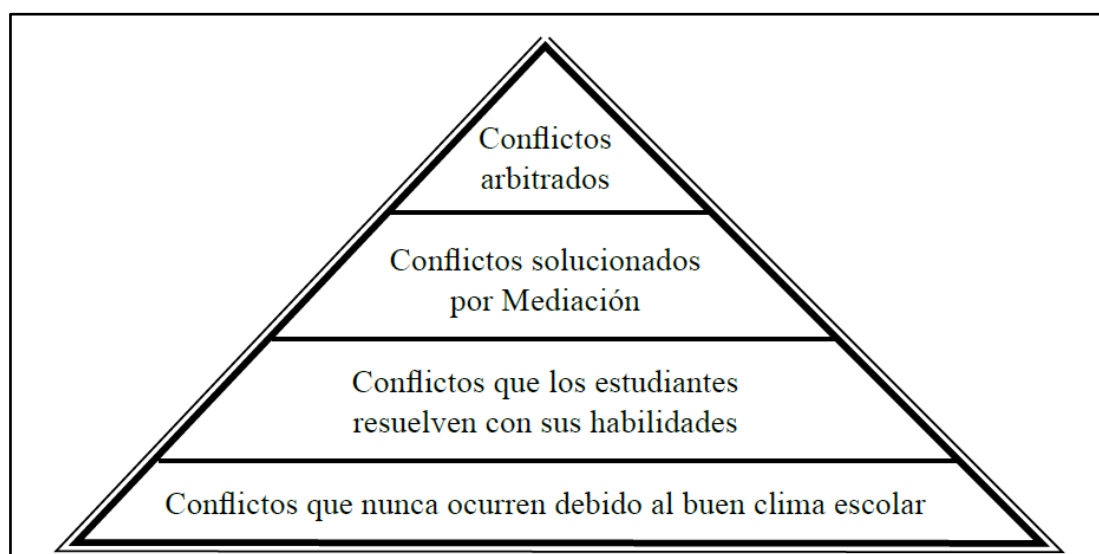 Conflictos
arbitrados
Conflictos solucionados
por Mediación
Conflictos que los estudiantes
resuelven con sus habilidades
Conflictos que nunca ocurren debido al buen clima escolar